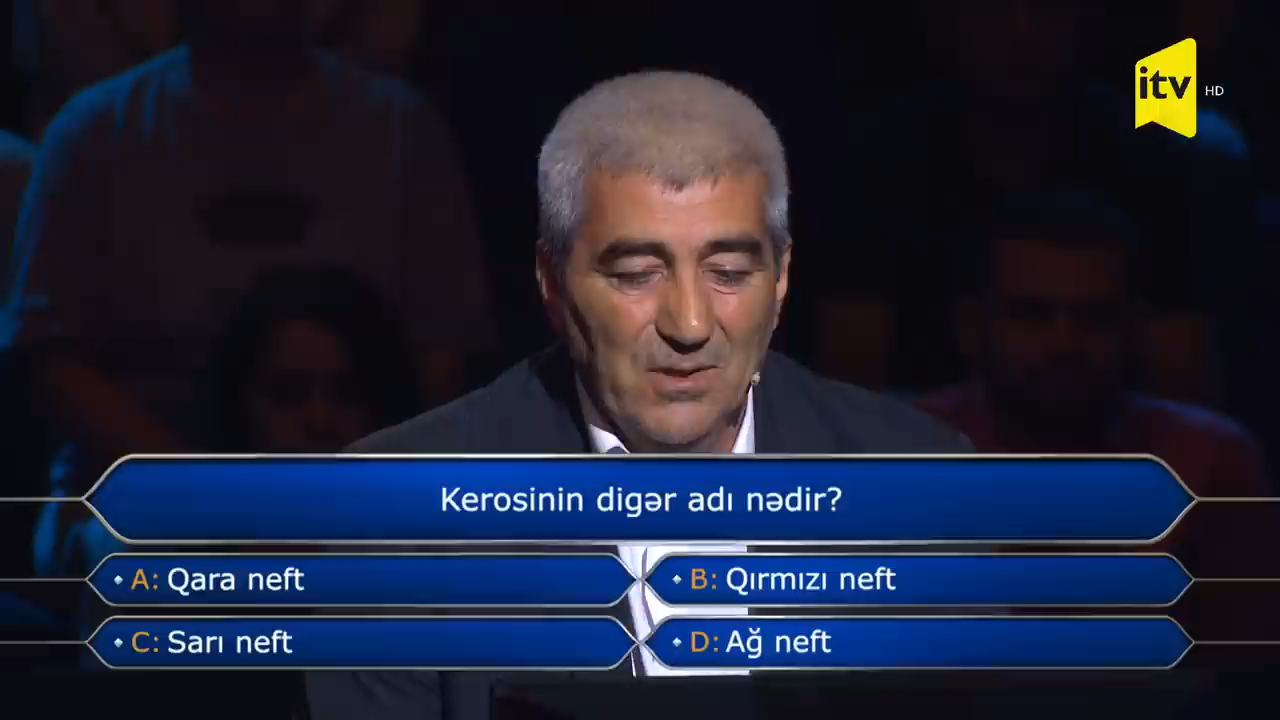 itv HD
Kerosinin digər adı nədir?
A: Qara neft
B: Qırmızı neft
C: Sarı neft
D: Ağ neft